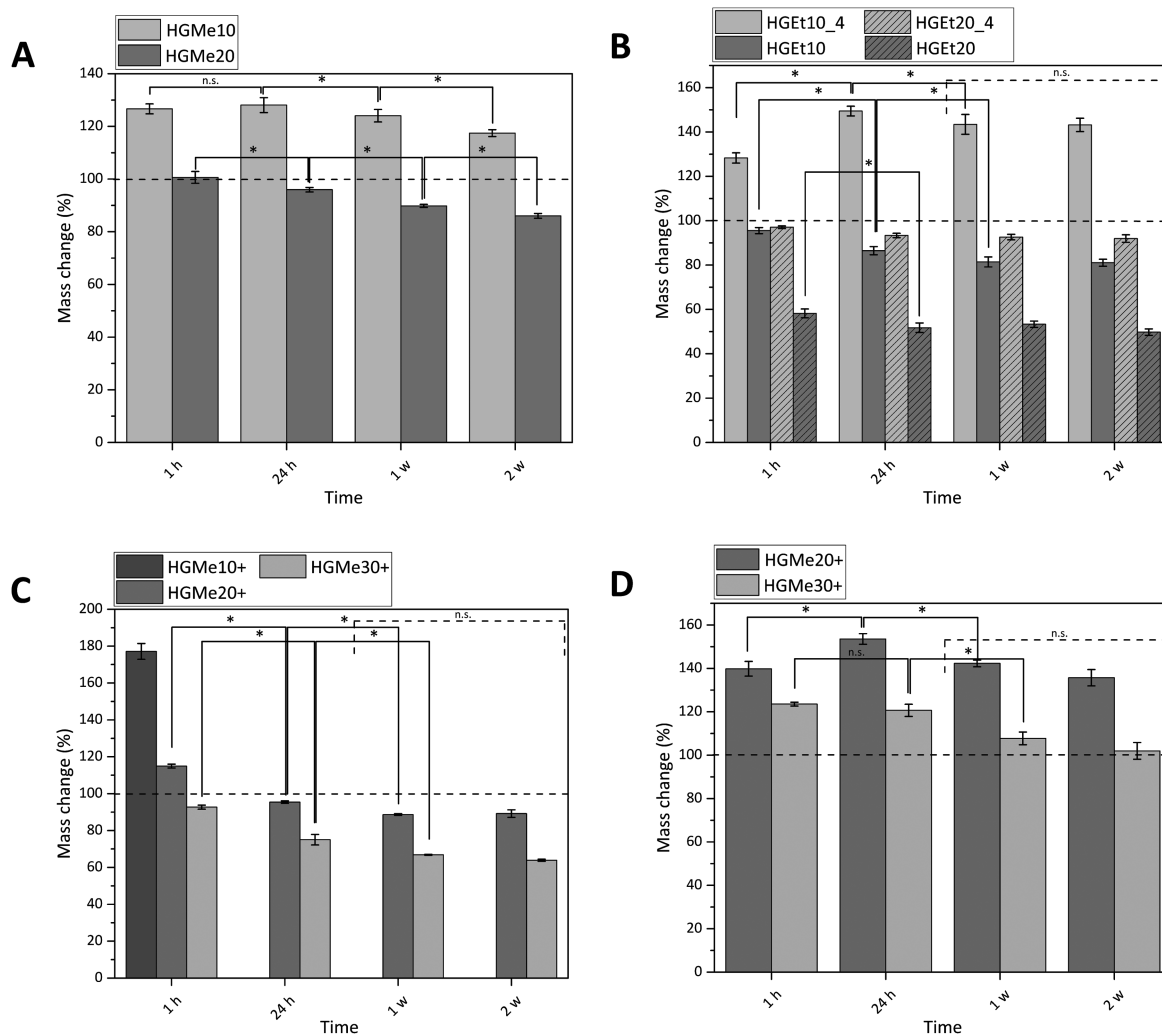 A
HGMe10
HGMe20
140
120
100
80
60
40
20
0
Mass change (%)
n.s.
*
*
*
*
*
1 h
24 h
1 w
2 w
Time
B
HGEt10_4
HGEt20_4
HGEt10
HGEt20
160
140
120
100
80
60
40
20
0
Mass change (%)
n.s.
*
*
*
*
*
1 h
24 h
1 w
2 w
Time
C
HGMe10+
HGMe30+
HGMe20+
200
180
160
140
120
100
80
60
40
20
0
Mass change (%)
n.s.
*
*
*
*
1 h
24 h
1 w
2 w
Time
D
HGMe20+
HGMe30+
160
140
120
100
80
60
40
20
0
Mass change (%)
*
*
n.s.
n.s.
*
1 h
24 h
1 w
2 w
Time